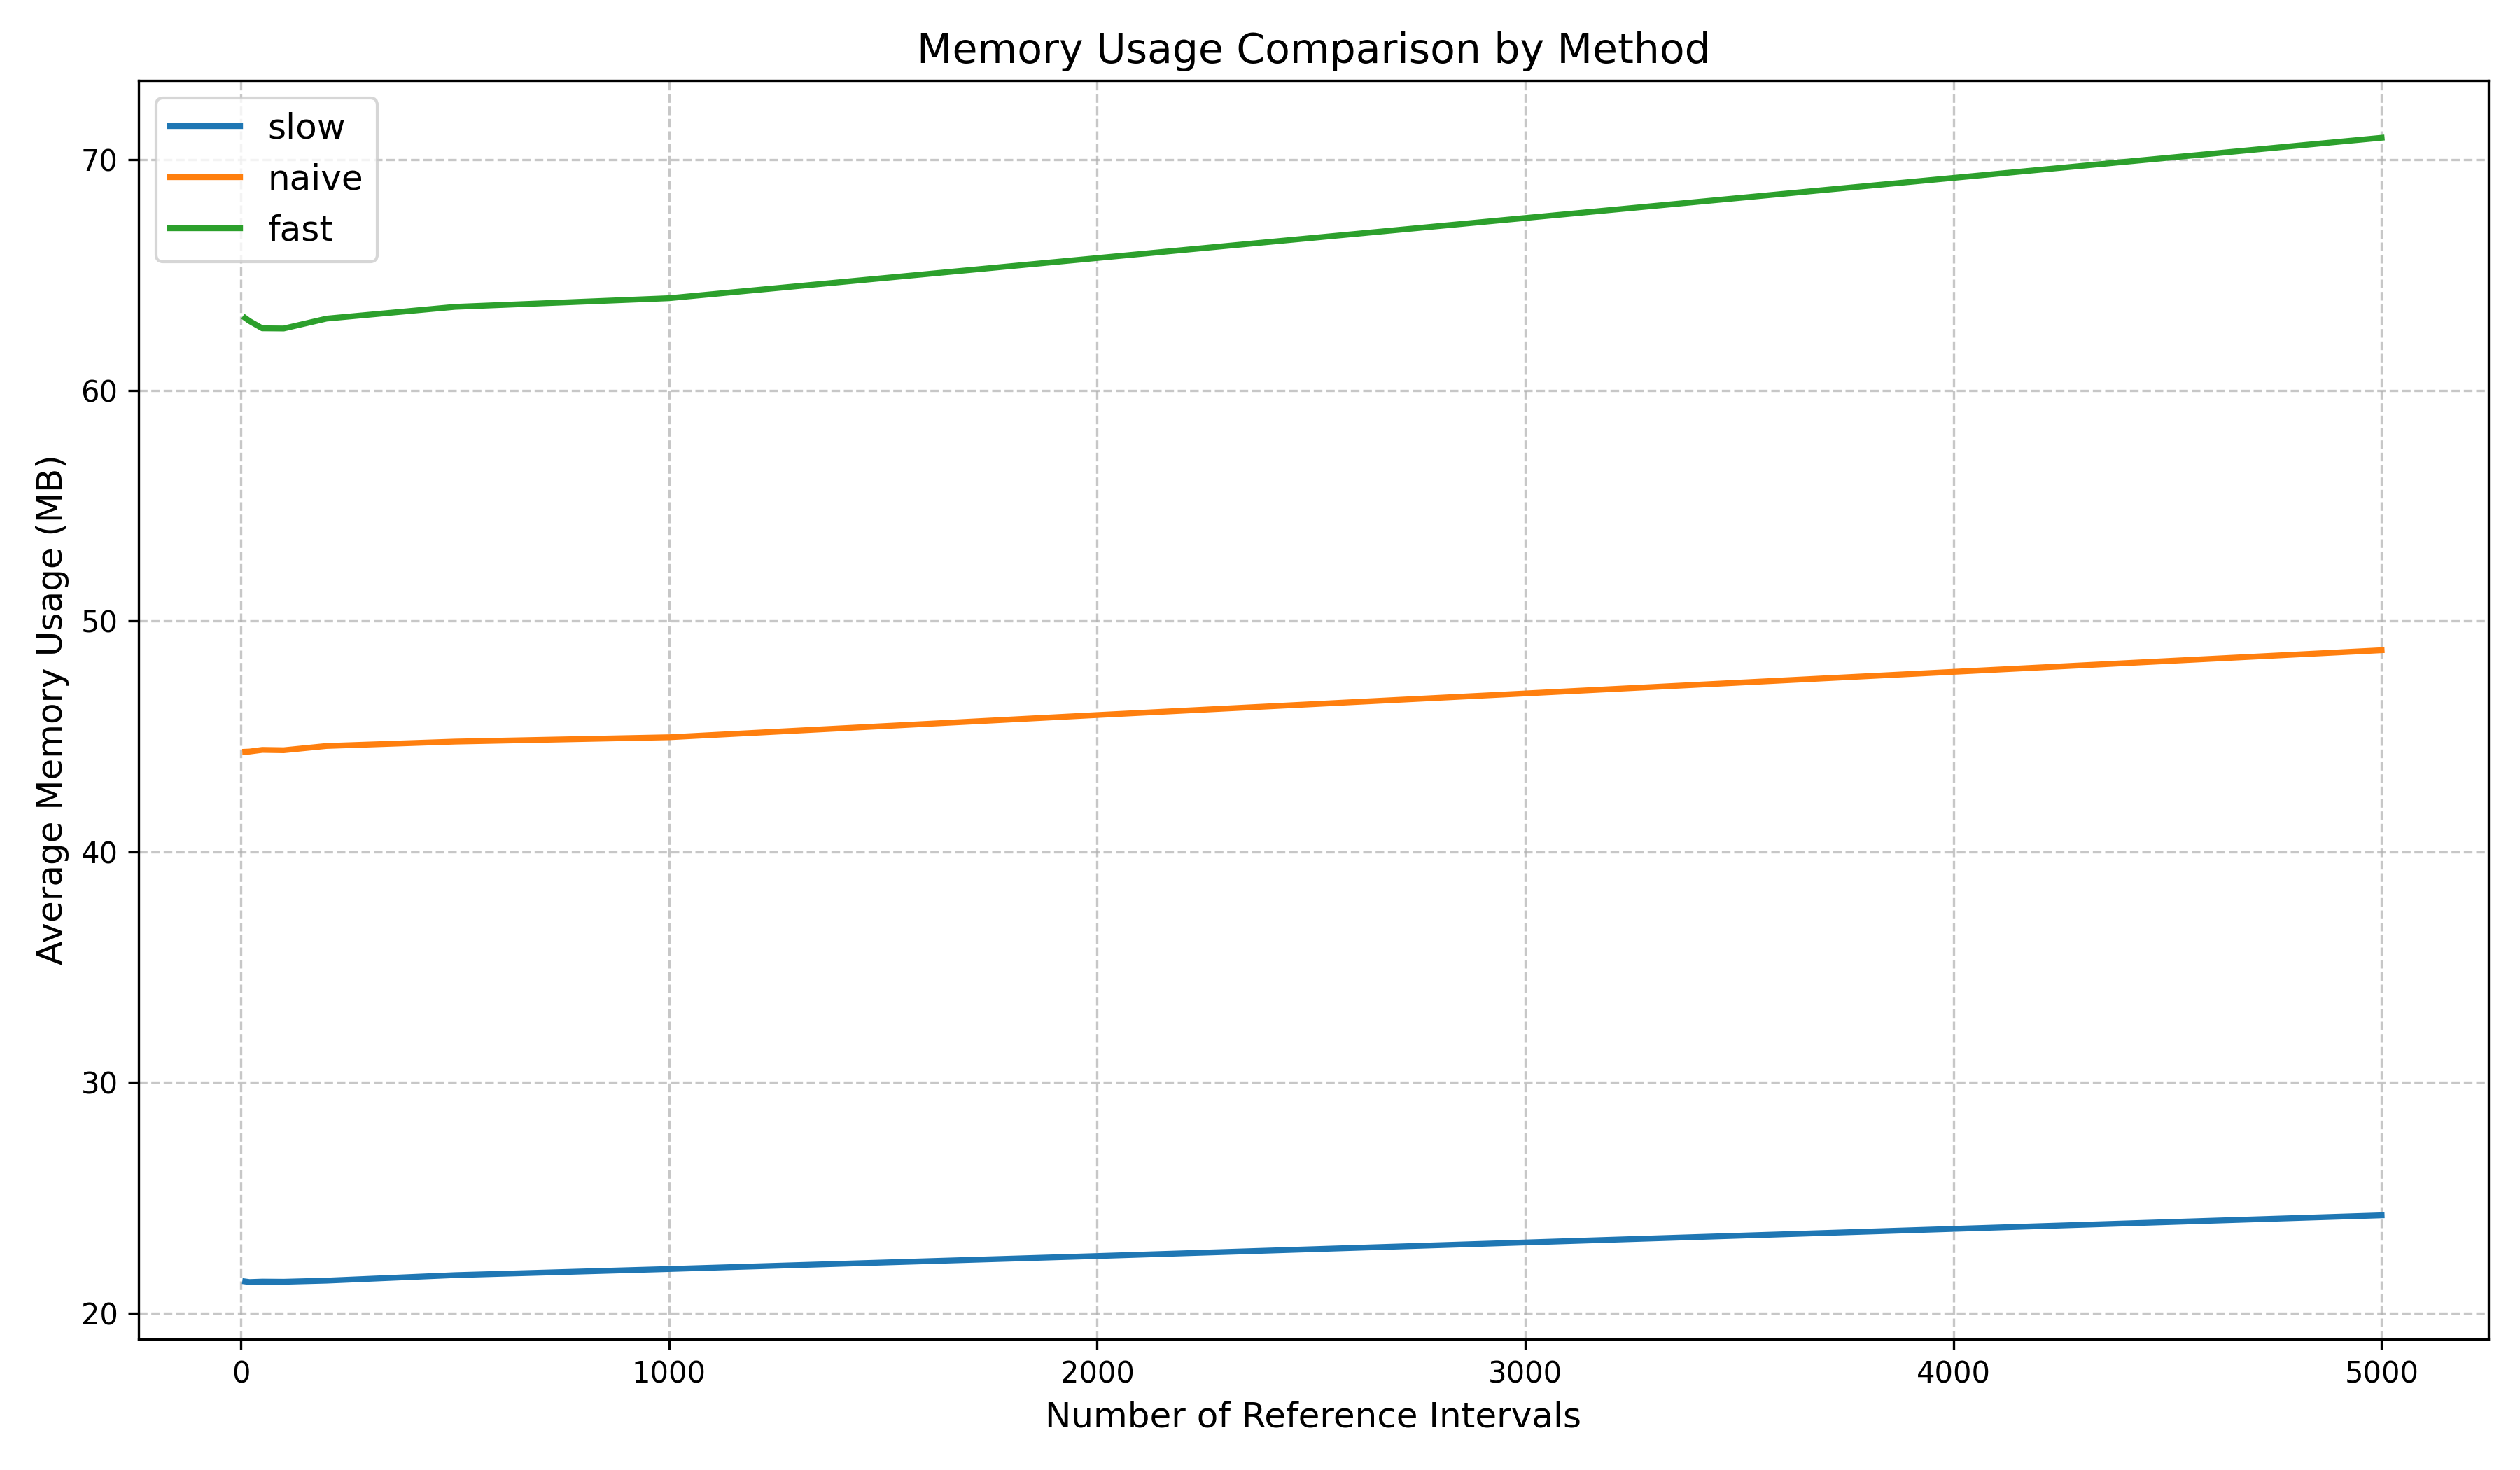 Memory Usage Comparison by Method
slow
naive
fast
70
60
50
40
30
20
Average Memory Usage (MB)
0 1000 2000 3000 4000 5000
Number of Reference Intervals